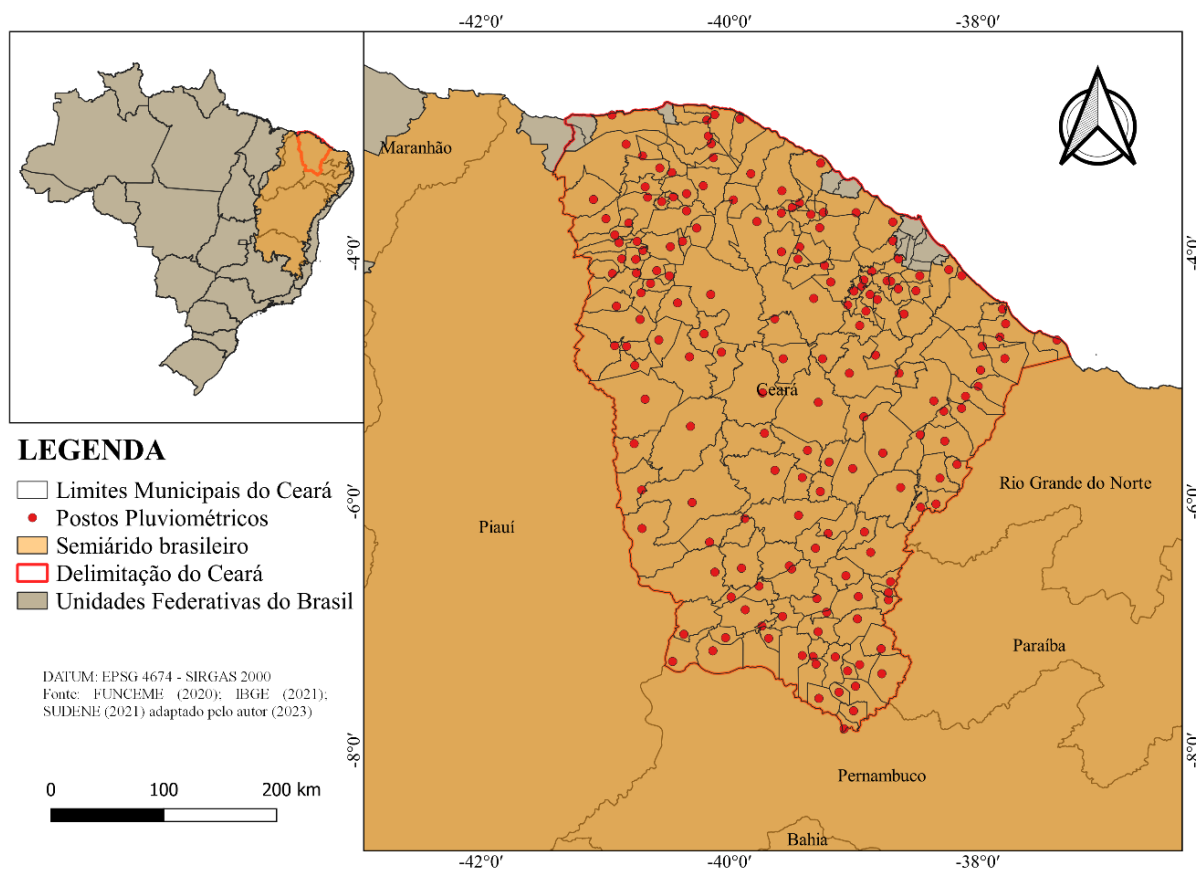 -42°0′ -40°0′ -38°0′
Maranhão
-4°0′ -4°0′
Ceará
LEGENDA
Limites Municipais do Ceará
Postos Pluviométricos
Semiárido brasileiro
Delimitação do Ceará
Unidades Federativas do Brasil
Rio Grande do Norte
-6°0′ -6°0′
Piauí
Paraíba
DATUM: EPSG 4674 - SIRGAS 2000
Fonte: FUNCEME (2020); IBGE (2021);
SUDENE (2021) adaptado pelo autor (2023)
-8°0′ -8°0′
Pernambuco
0 100 200 km
Bahia
-42°0′ -40°0′ -38°0′